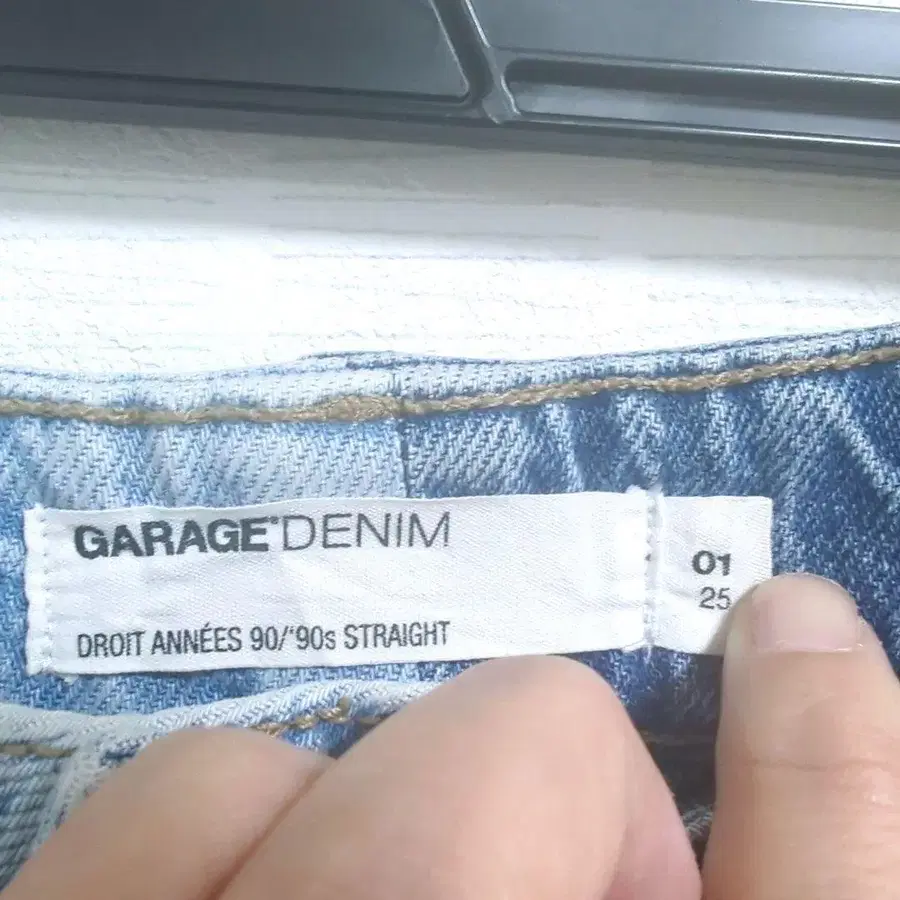 GARAGE DENIM
DROIT ANNÉES 90/'90s STRAIGHT
01
25